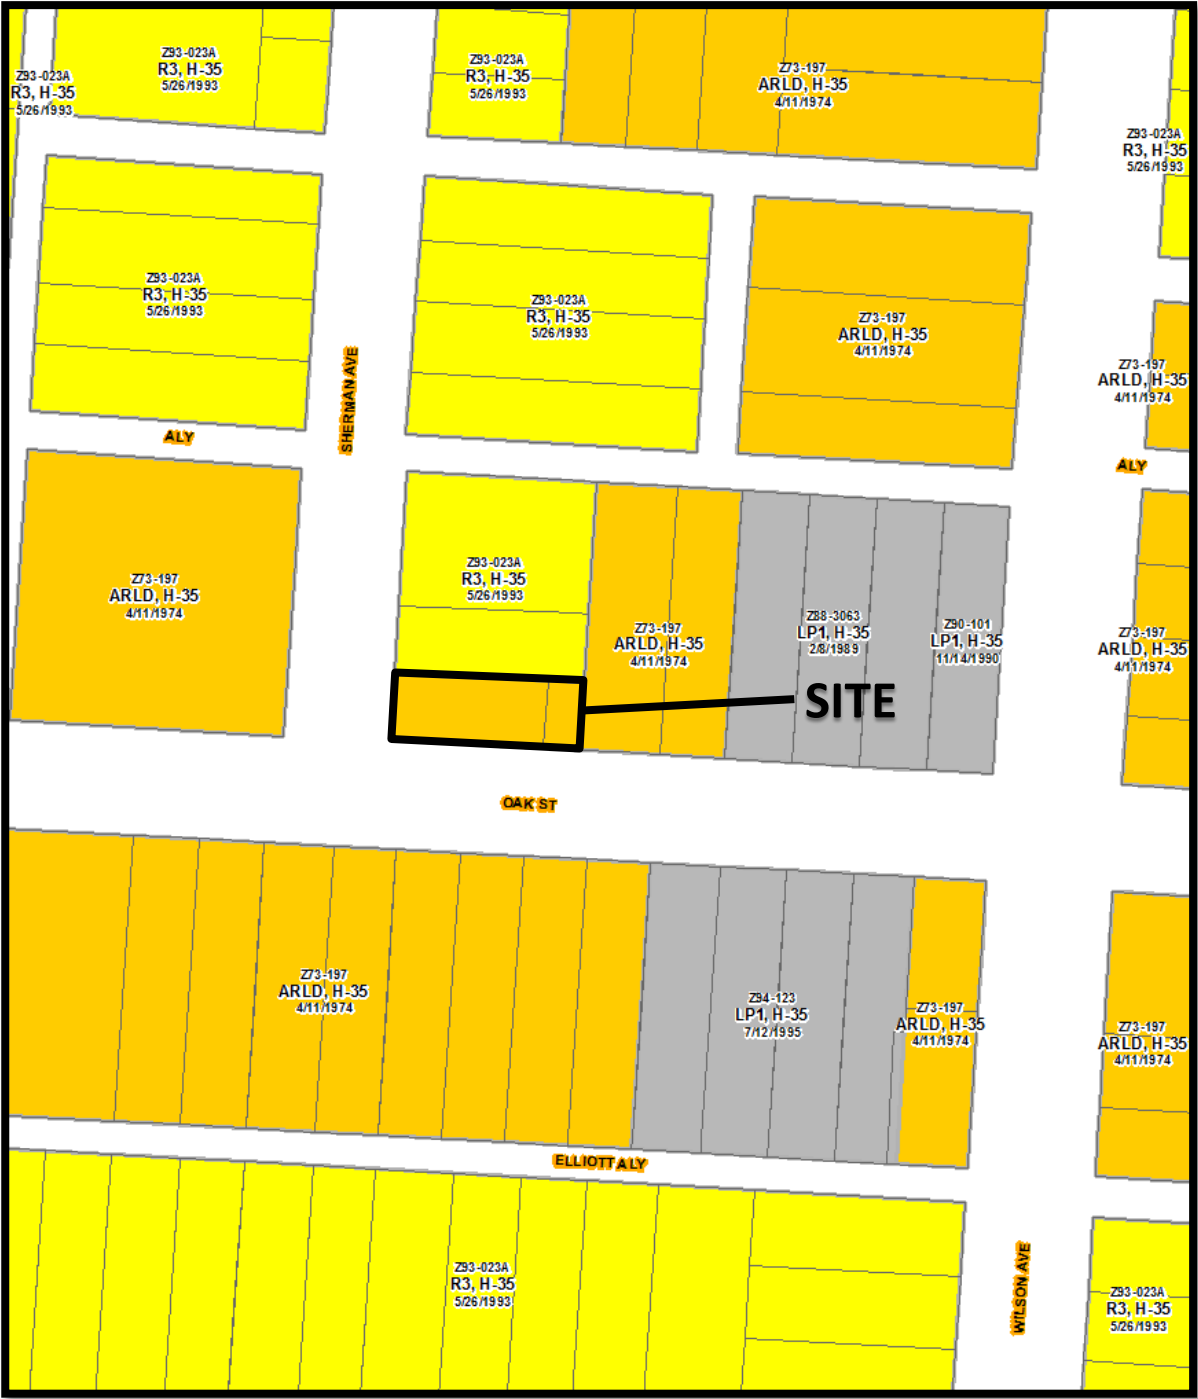 Z93-023A
R3, H-35
5/26/1993
Z93-023A
R3, H-35
5/26/1993
Z93-023A
R3, H-35
5/26/1993
Z73-197
ARLD, H-35
4/11/1974
Z93-023A
R3, H-35
5/26/1993
Z93-023A
R3, H-35
5/26/1993
Z93-023A
R3, H-35
5/26/1993
Z73-197
ARLD, H-35
4/11/1974
Z73-197
ARLD, H-35
4/11/1974
SHERMAN AVE
ALY
ALY
Z73-197
ARLD, H-35
4/11/1974
Z93-023A
R3, H-35
5/26/1993
Z73-197
ARLD, H-35
4/11/1974
Z88-3063
LP1, H-35
2/8/1989
Z90-101
LP1, H-35
11/14/1990
Z73-197
ARLD, H-35
4/11/1974
SITE
OAK ST
Z73-197
ARLD, H-35
4/11/1974
Z94-123
LP1, H-35
7/12/1995
Z73-197
ARLD, H-35
4/11/1974
Z73-197
ARLD, H-35
4/11/1974
ELLIOTT ALY
Z93-023A
R3, H-35
5/26/1993
WILSON AVE
Z93-023A
R3, H-35
5/26/1993